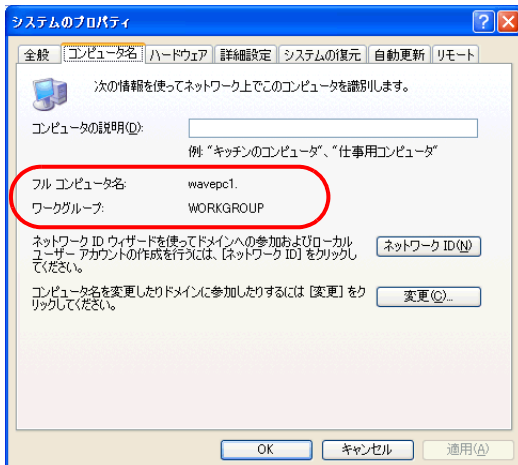 システムのプロパティ
全般 コンピュータ名 ハードウェア 詳細設定 システムの復元 自動更新 リモート
次の情報を使ってネットワーク上でこのコンピュータを識別します。
コンピュータの説明(D):
例: "キッチンのコンピュータ"、"仕事用コンピュータ"
フル コンピュータ名: wavepc1.
ワークグループ: WORKGROUP
ネットワーク ID ウィザードを使ってドメインへの参加およびローカル
ユーザー アカウントの作成を行うには、[ネットワーク ID] をクリックし
てください。
ネットワーク ID(N)
コンピュータ名を変更したりドメインに参加したりするには [変更] をク
リックしてください。
変更(C)...
OK キャンセル 適用(A)